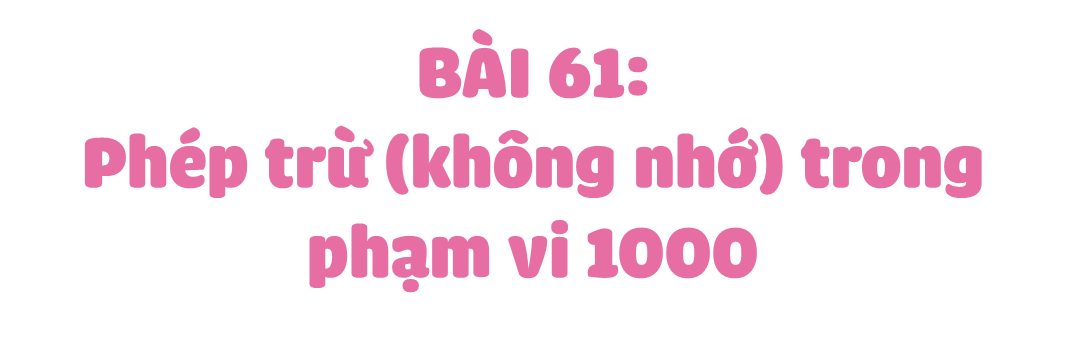 BÀI 61:
Phép trừ (không nhớ) trong
phạm vi 1000